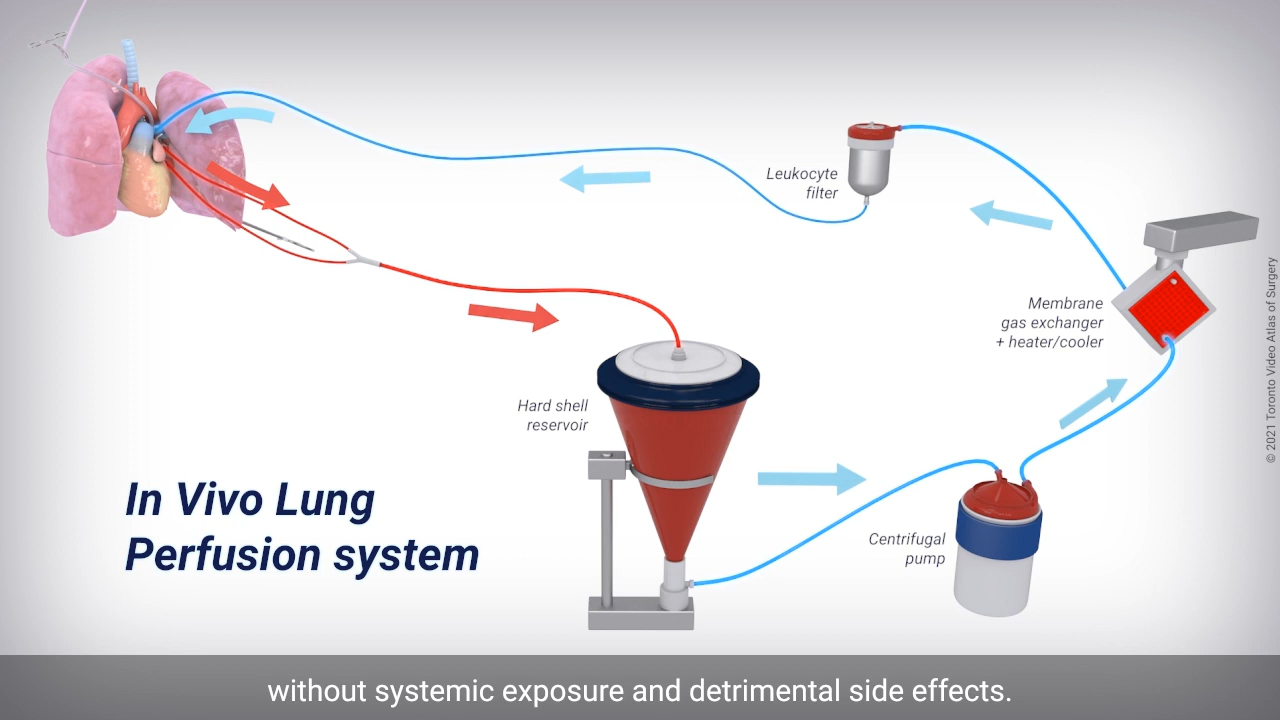 Leukocyte
filter
Membrane
gas exchanger
+ heater/cooler
Hard shell
reservoir
In Vivo Lung
Perfusion system
Centrifugal
pump
© 2021 Toronto Video Atlas of Surgery
without systemic exposure and detrimental side effects.